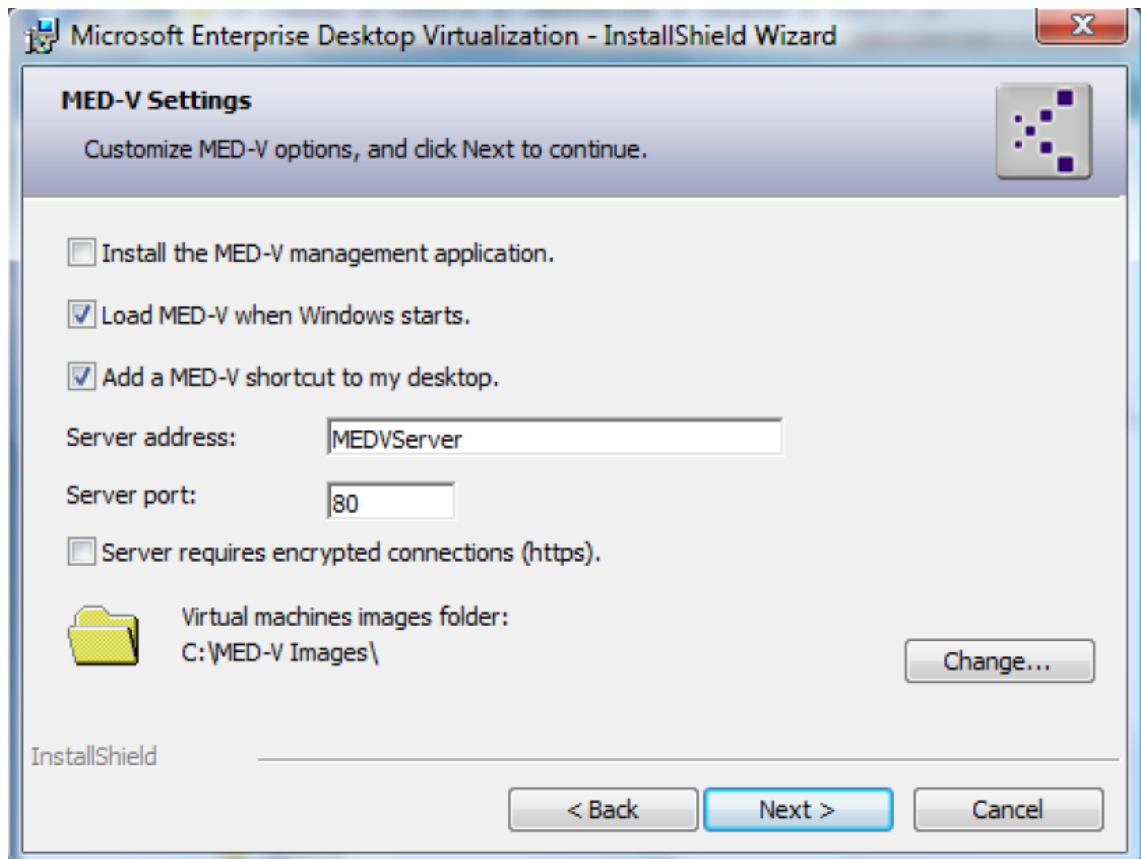 Microsoft Enterprise Desktop Virtualization - InstallShield Wizard
X
MED-V Settings
Customize MED-V options, and click Next to continue.
Install the MED-V management application.
Load MED-V when Windows starts.
Add a MED-V shortcut to my desktop.
Server address: MEDVServer
Server port: 80
Server requires encrypted connections (https).
Virtual machines images folder:
C:\MED-V Images\
Change...
InstallShield
< Back Next > Cancel